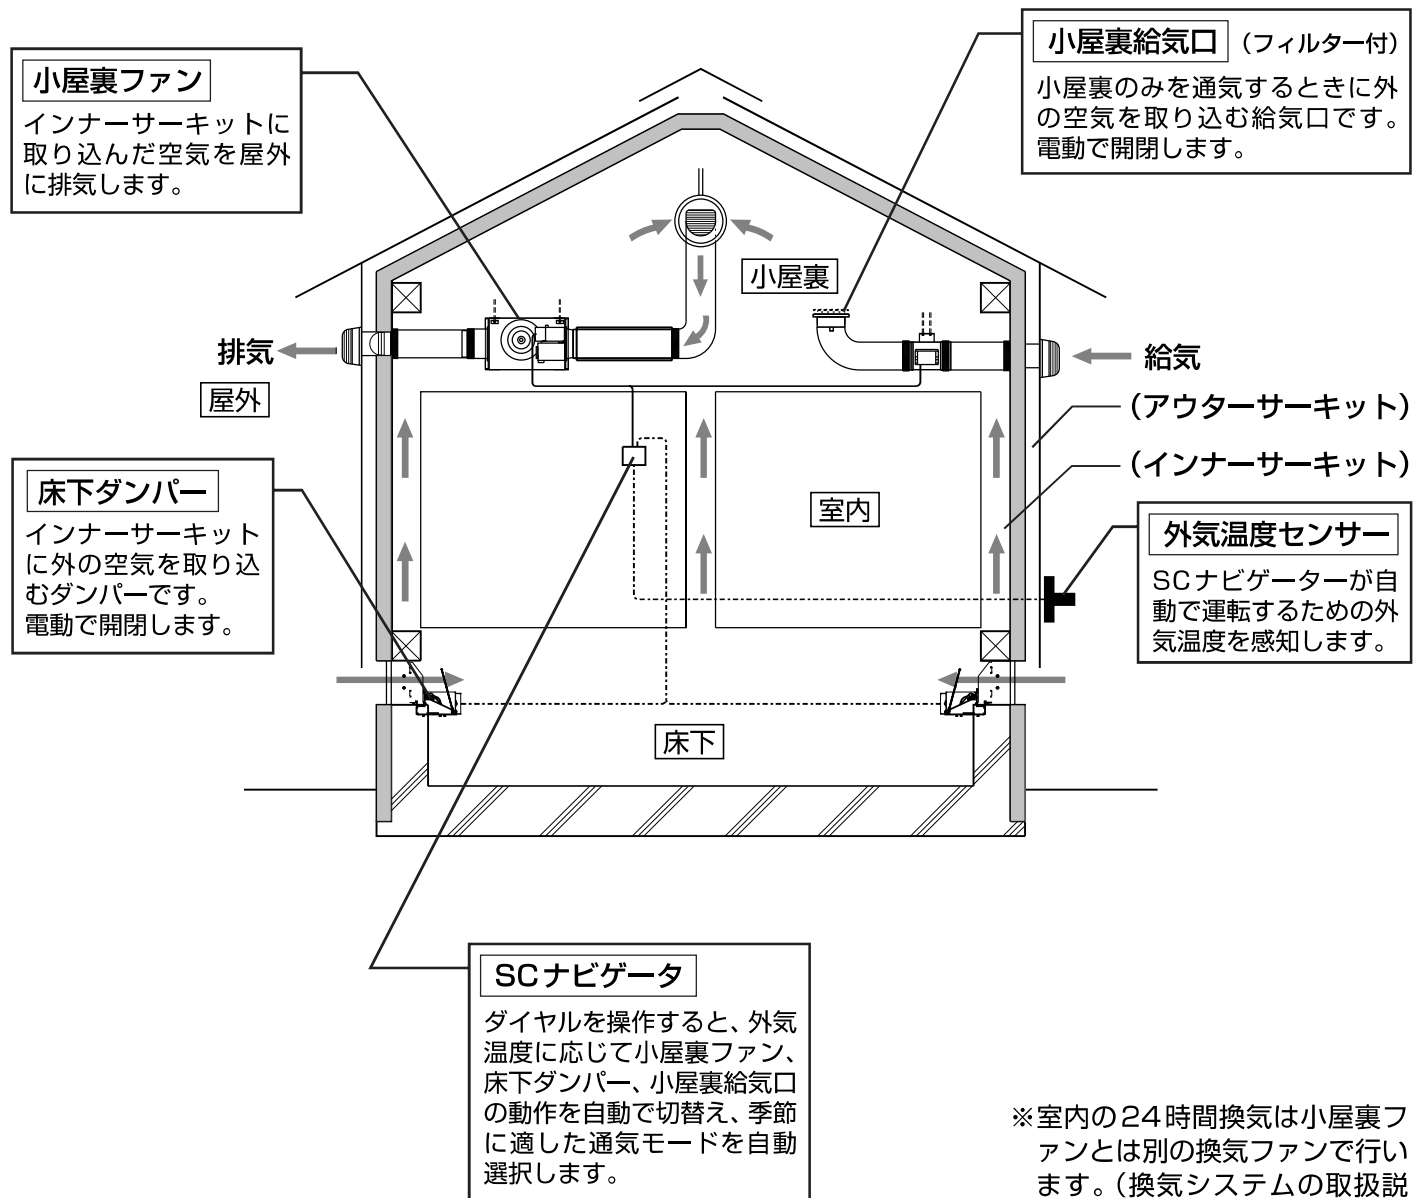 小屋裏ファン
インナーサーキットに
取り込んだ空気を屋外
に排気します。
小屋裏給気口 (フィルター付)
小屋裏のみを通気するときに外
の空気を取り込む給気口です。
電動で開閉します。
小屋裏
排気
屋外
給気
(アウターサーキット)
(インナーサーキット)
床下ダンパー
インナーサーキット
に外の空気を取り込
むダンパーです。
電動で開閉します。
室内
外気温度センサー
SCナビゲーターが自
動で運転するための外
気温度を感知します。
床下
SCナビゲータ
ダイヤルを操作すると、外気
温度に応じて小屋裏ファン、
床下ダンパー、小屋裏給気口
の動作を自動で切替え、季節
に適した通気モードを自動
選択します。
※室内の24時間換気は小屋裏フ
ァンとは別の換気ファンで行い
ます。(換気システムの取扱説